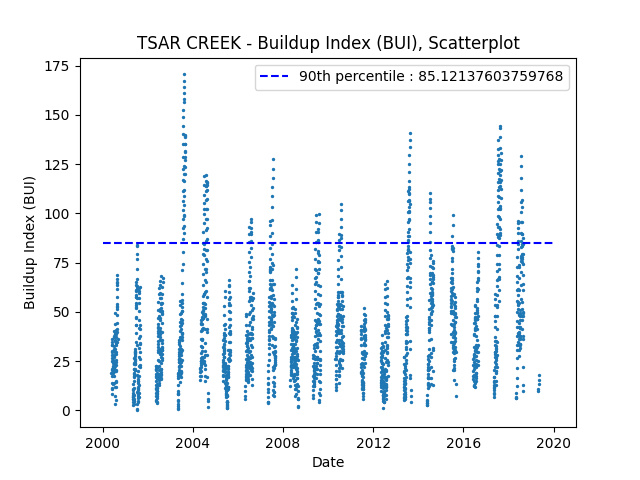 TSAR CREEK - Buildup Index (BUI), Scatterplot
90th percentile : 85.12137603759768
175
150
125
100
75
50
25
0
Buildup Index (BUI)
2000 2004 2008 2012 2016 2020
Date